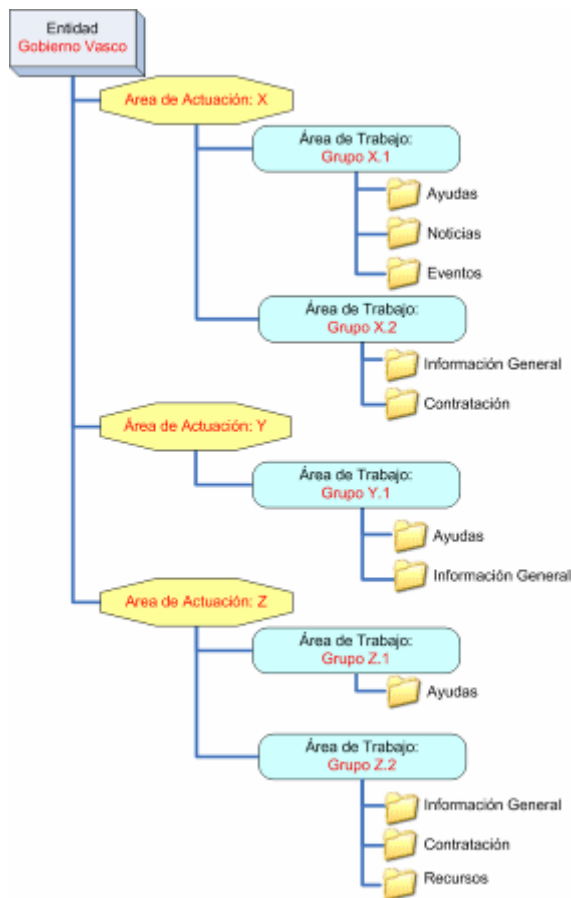 Entidad
Gobierno Vasco
Area de Actuación: X
Área de Trabajo:
Grupo X.1
Ayudas
Noticias
Eventos
Área de Trabajo:
Grupo X.2
Información General
Contratación
Área de Actuación: Y
Área de Trabajo:
Grupo Y.1
Ayudas
Información General
Area de Actuación: Z
Área de Trabajo:
Grupo Z.1
Ayudas
Área de Trabajo:
Grupo Z.2
Información General
Contratación
Recursos